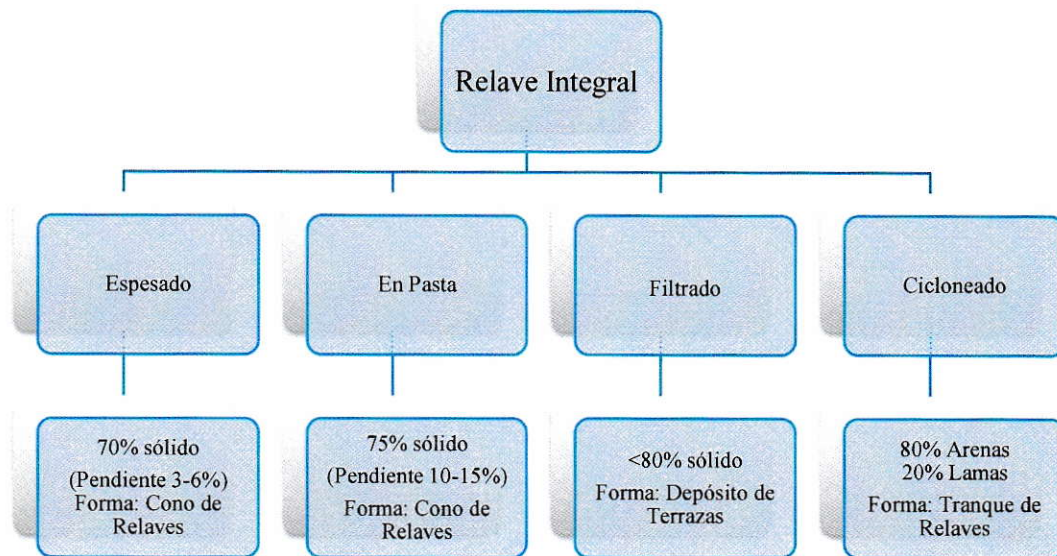 Relave Integral
Espesado
En Pasta
Filtrado
Cicloneado
70% sólido
(Pendiente 3-6%)
Forma: Cono de
Relaves
75% sólido
(Pendiente 10-15%)
Forma: Cono de
Relaves
<80% sólido
Forma: Depósito de
Terrazas
80% Arenas
20% Lamas
Forma: Tranque de
Relaves